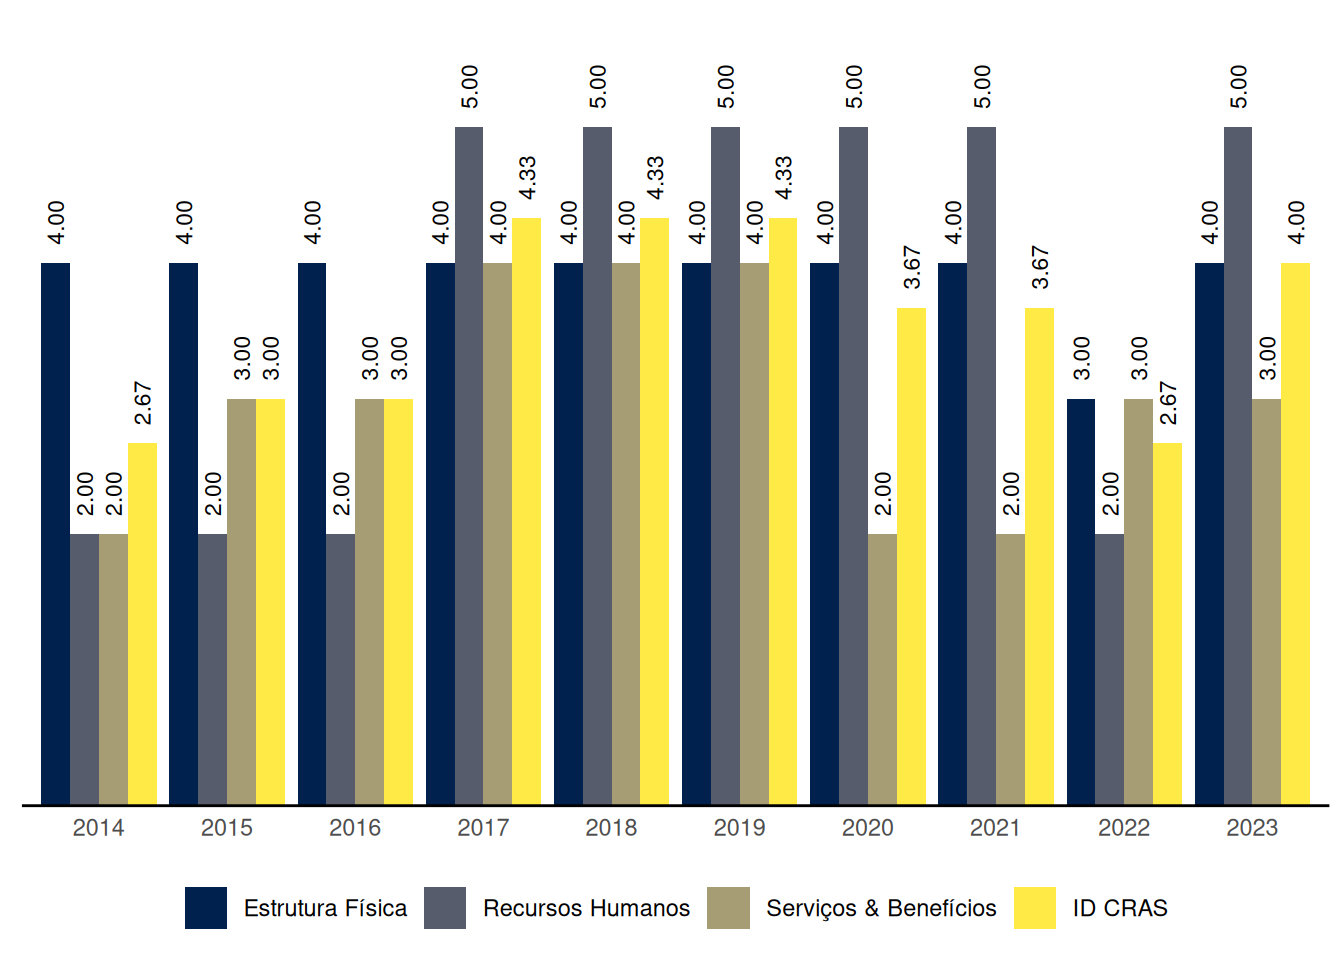 5.00 5.00 5.00 5.00 5.00 5.00
4.33 4.33 4.33
4.00 4.00 4.00 4.00 4.00 4.00 4.00 4.00 4.00 4.00 4.00 4.00 4.00
3.67 3.67
3.00 3.00 3.00 3.00 3.00 3.00 3.00
2.67 2.67
2.00 2.00 2.00 2.00 2.00 2.00 2.00
2014 2015 2016 2017 2018 2019 2020 2021 2022 2023
Estrutura Física Recursos Humanos Serviços & Benefícios ID CRAS